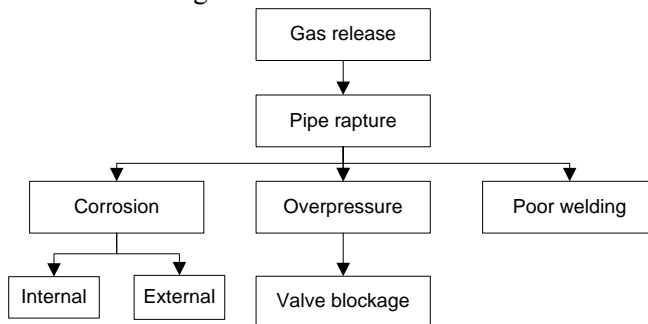 Gas release
Pipe rapture
Corrosion
Overpressure
Poor welding
Internal
External
Valve blockage